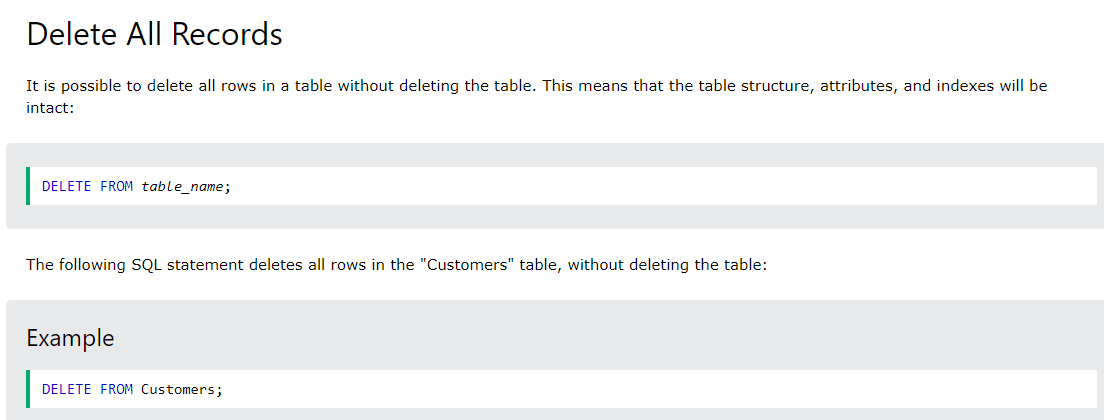 Delete All Records
It is possible to delete all rows in a table without deleting the table. This means that the table structure, attributes, and indexes will be
intact:
DELETE FROM table_name;
The following SQL statement deletes all rows in the "Customers" table, without deleting the table:
Example
DELETE FROM Customers;